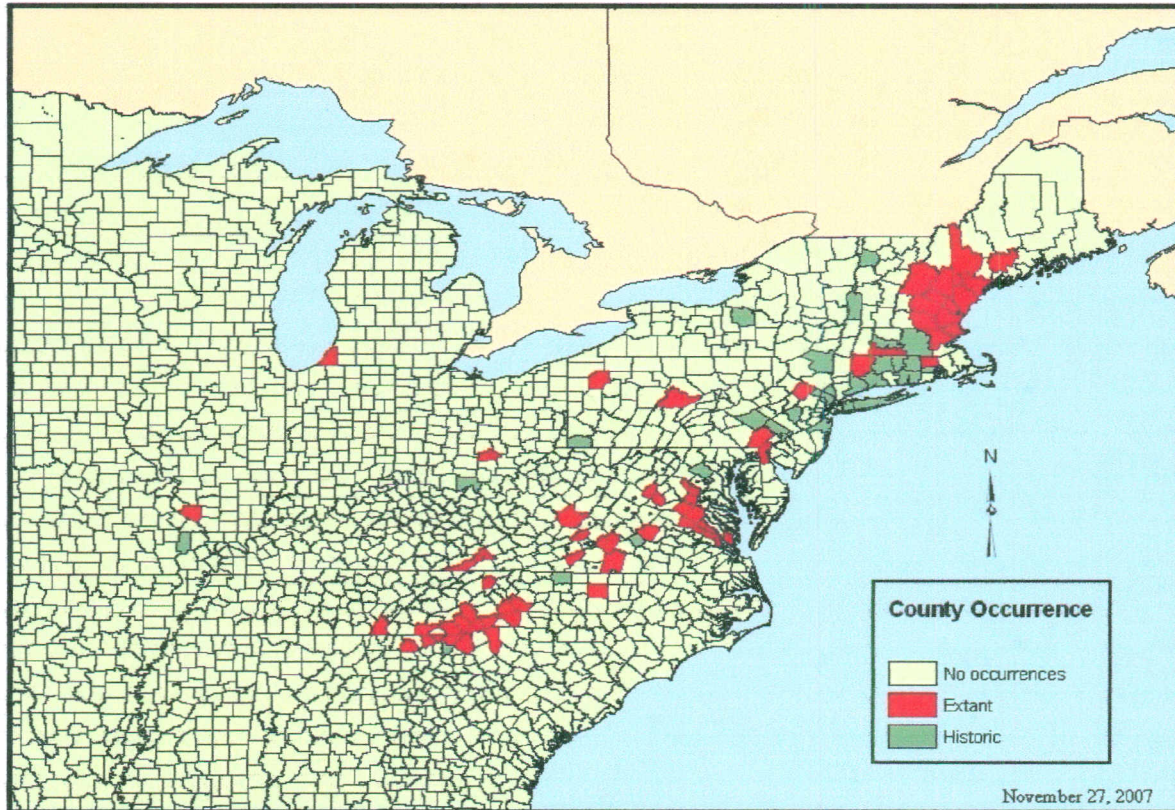 N
County Occurrence
No occurrences
Extant
Historic
November 27, 2007